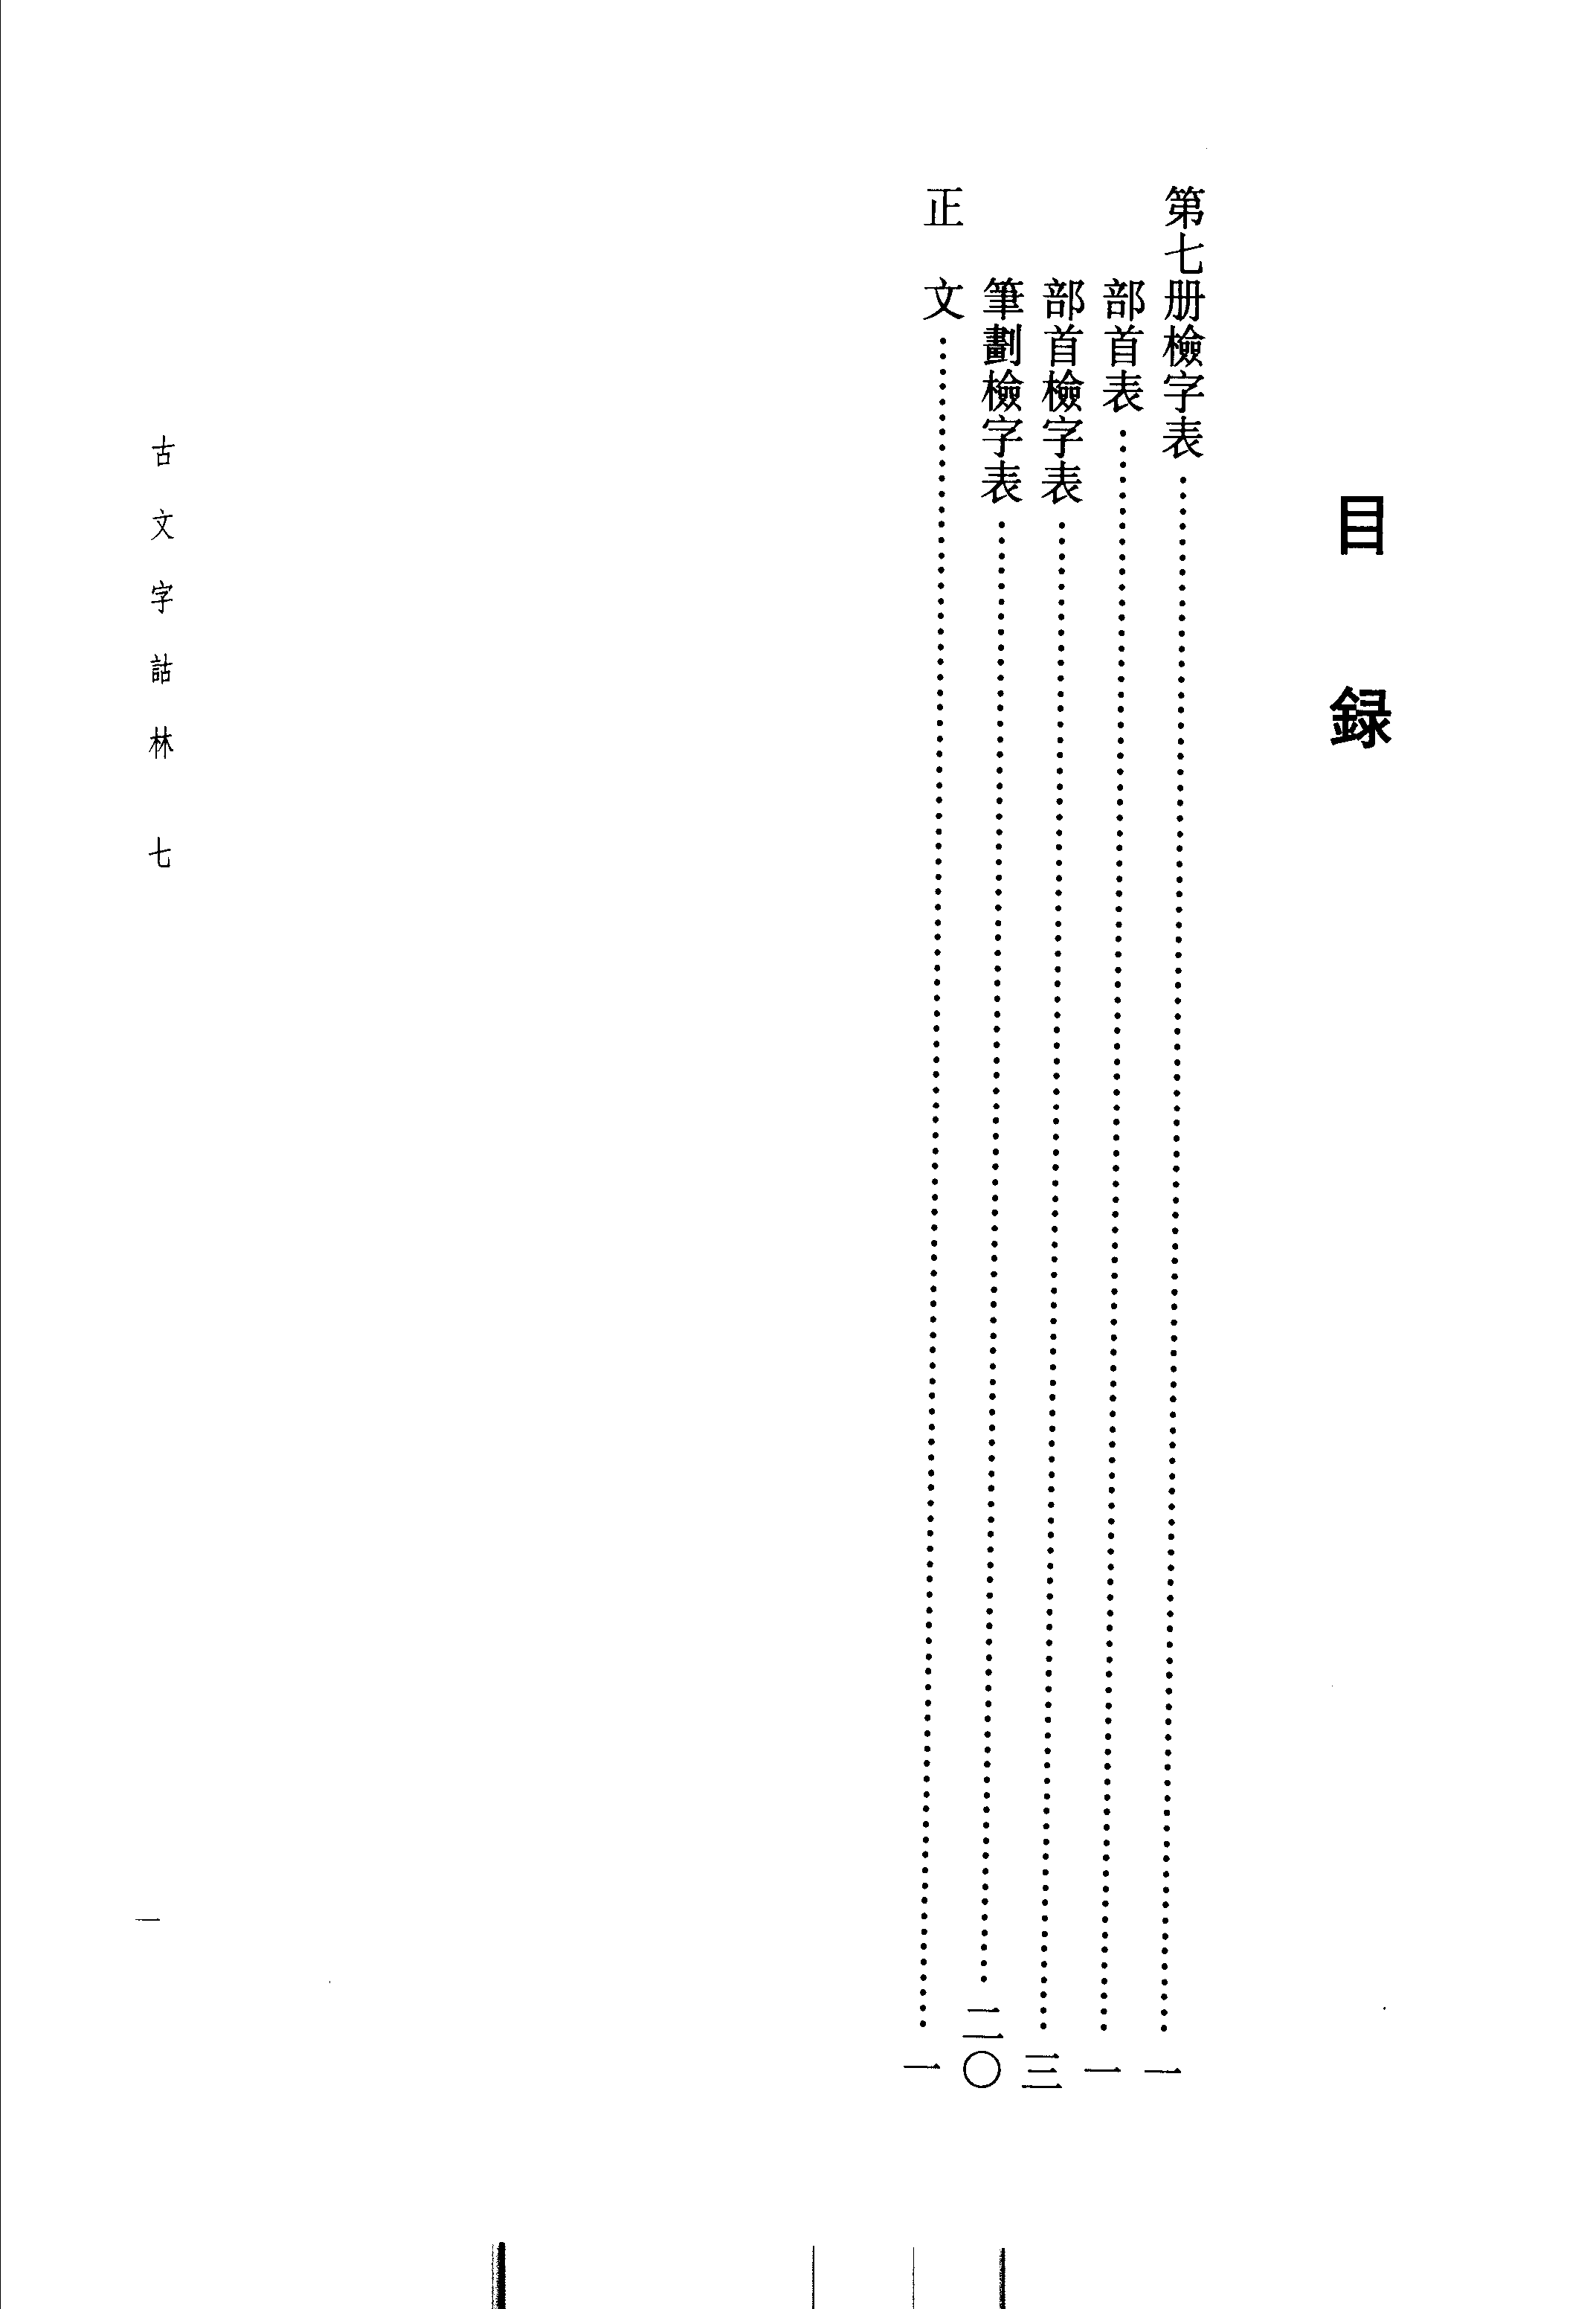 目録
第七册檢字表……………………一
部首表……………………一
部首檢字表……………………三
筆劃檢字表……………………二〇
正 文……………………一
古文字詁林 七
一